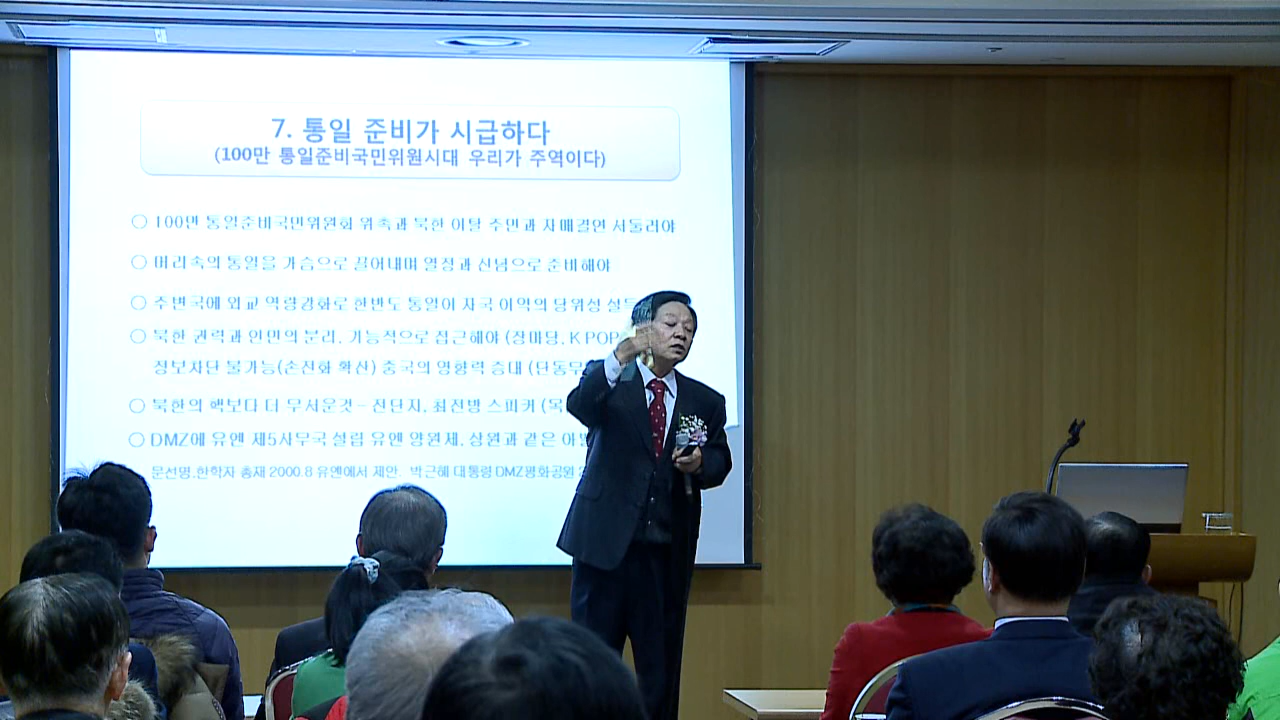 7. 통일 준비가 시급하다
(100만 통일준비국민위원시대 우리가 주역이다)
○ 100만 통일준비국민위원회 위촉과 북한 이탈 주민과 자매결연 서둘러야
○ 머리속의 통일을 가슴으로 끌어내며 열정과 신념으로 준비해야
○ 주변국에 외교 역량강화로 한반도 통일이 자국 이익의 당위성
○ 북한 권력과 인민의 분리, 기능적으로 접근해야 (장마당, K POP
정보차단 불가능(손전화 확산) 중국의 영향력 증대
○ 북한의 핵보다 더 무서운것 - 전단지, 최전방 스피커
○ DMZ에 유엔 제5사무국 설립 유엔 양원제, 상원과 같은
문선명.한학자 총재 2000.8 유엔에서 제안, 박근혜 대통령 DMZ평화공원